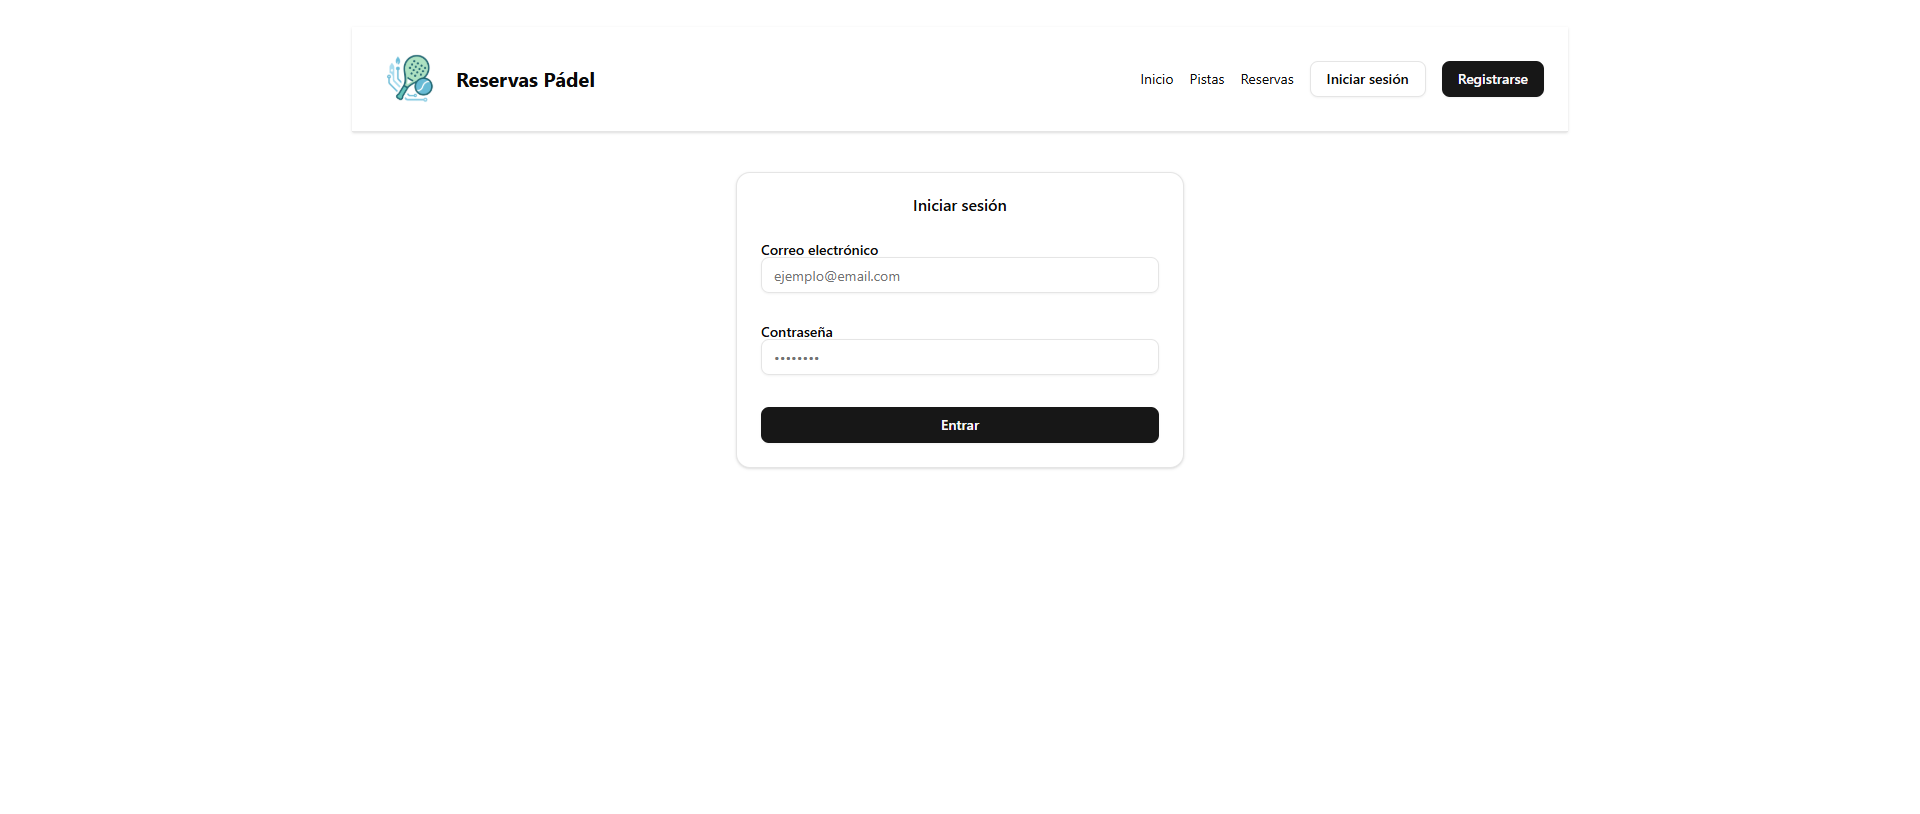 Reservas Pádel
Inicio Pistas Reservas Iniciar sesión Registrarse
Iniciar sesión
Correo electrónico
ejemplo@email.com
Contraseña
••••••••
Entrar